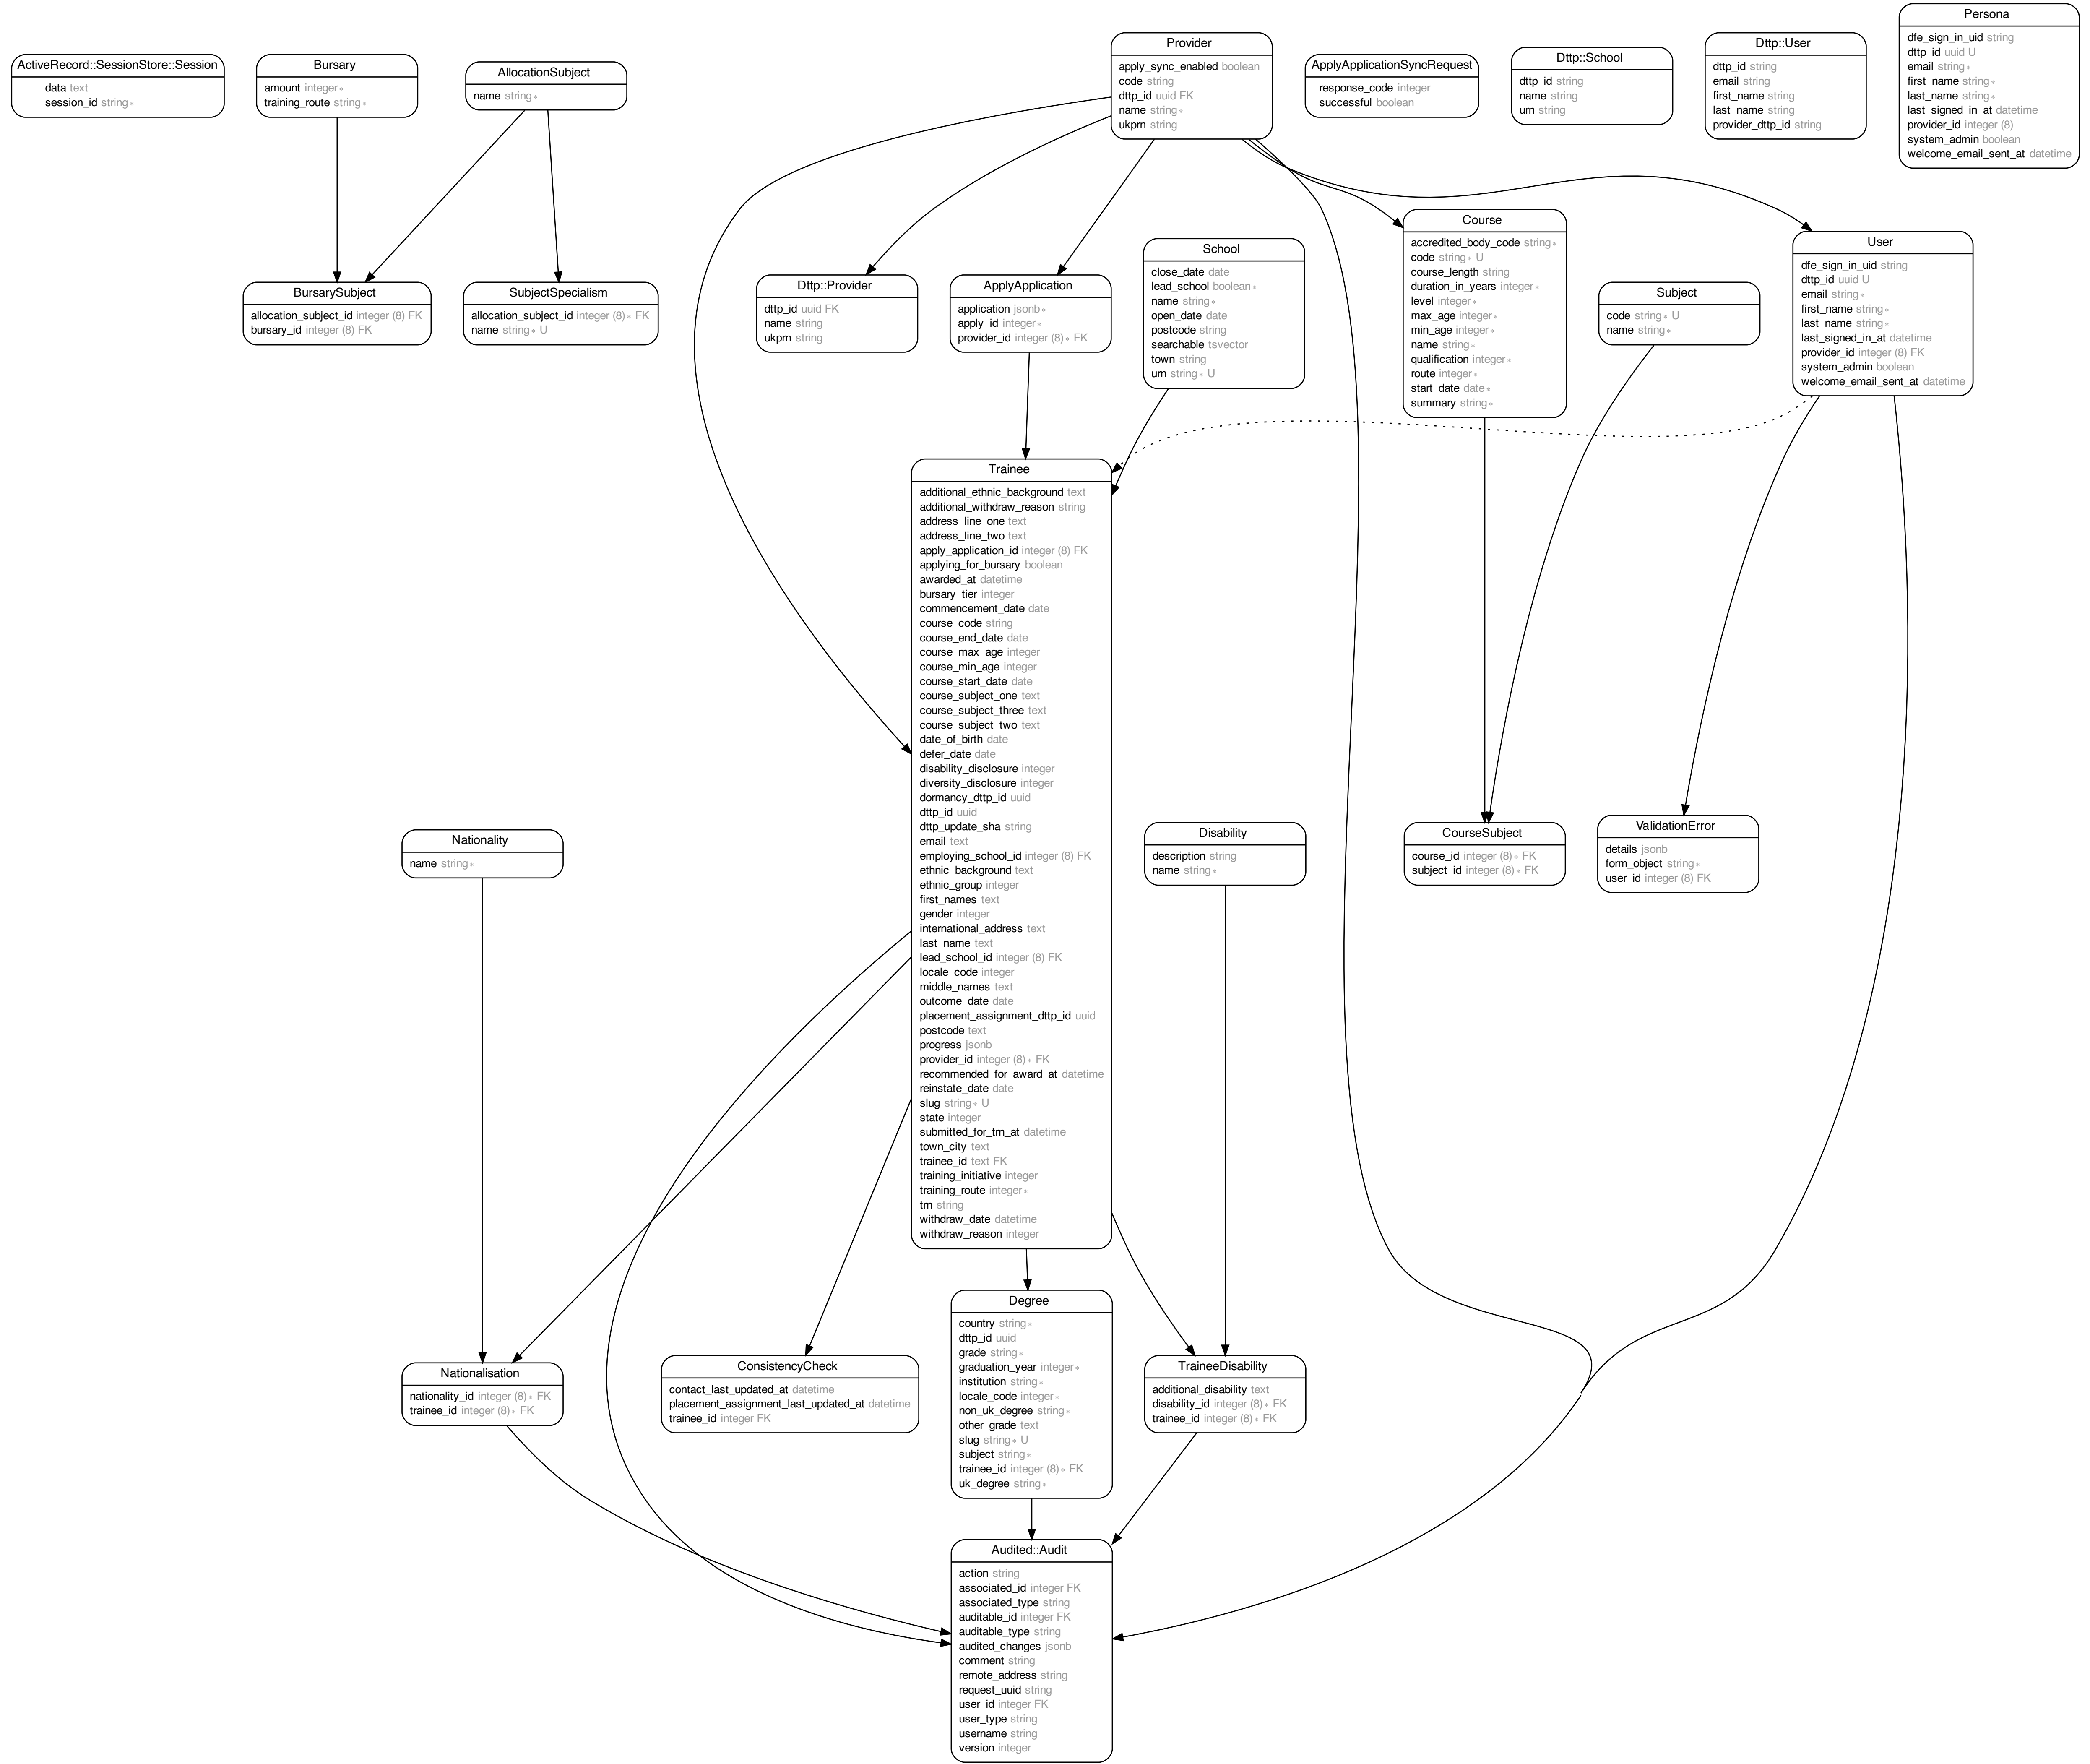 ActiveRecord::SessionStore::Session
data text
session_id string∗
Bursary
amount integer∗
training_route string∗
AllocationSubject
name string∗
Provider
apply_sync_enabled boolean
code string
dttp_id uuid FK
name string∗
ukprn string
ApplyApplicationSyncRequest
response_code integer
successful boolean
Dttp::School
dttp_id string
name string
urn string
Dttp::User
dttp_id string
email string
first_name string
last_name string
provider_dttp_id string
Persona
dfe_sign_in_uid string
dttp_id uuid U
email string∗
first_name string∗
last_name string∗
last_signed_in_at datetime
provider_id integer (8)
system_admin boolean
welcome_email_sent_at datetime
BursarySubject
allocation_subject_id integer (8) FK
bursary_id integer (8) FK
SubjectSpecialism
allocation_subject_id integer (8)∗ FK
name string∗ U
Dttp::Provider
dttp_id uuid FK
name string
ukprn string
ApplyApplication
application jsonb∗
apply_id integer∗
provider_id integer (8)∗ FK
School
close_date date
lead_school boolean∗
name string∗
open_date date
postcode string
searchable tsvector
town string
urn string∗ U
Course
accredited_body_code string∗
code string∗ U
course_length string
duration_in_years integer∗
level integer∗
max_age integer∗
min_age integer∗
name string∗
qualification integer∗
route integer∗
start_date date∗
summary string∗
Subject
code string∗ U
name string∗
User
dfe_sign_in_uid string
dttp_id uuid U
email string∗
first_name string∗
last_name string∗
last_signed_in_at datetime
provider_id integer (8) FK
system_admin boolean
welcome_email_sent_at datetime
Trainee
additional_ethnic_background text
additional_withdraw_reason string
address_line_one text
address_line_two text
apply_application_id integer (8) FK
applying_for_bursary boolean
awarded_at datetime
bursary_tier integer
commencement_date date
course_code string
course_end_date date
course_max_age integer
course_min_age integer
course_start_date date
course_subject_one text
course_subject_three text
course_subject_two text
date_of_birth date
defer_date date
disability_disclosure integer
diversity_disclosure integer
dormancy_dttp_id uuid
dttp_id uuid
dttp_update_sha string
email text
employing_school_id integer (8) FK
ethnic_background text
ethnic_group integer
first_names text
gender integer
international_address text
last_name text
lead_school_id integer (8) FK
locale_code integer
middle_names text
outcome_date date
placement_assignment_dttp_id uuid
postcode text
progress jsonb
provider_id integer (8)∗ FK
recommended_for_award_at datetime
reinstate_date date
slug string∗ U
state integer
submitted_for_trn_at datetime
town_city text
trainee_id text FK
training_initiative integer
training_route integer∗
trn string
withdraw_date datetime
withdraw_reason integer
Nationality
name string∗
Disability
description string
name string∗
CourseSubject
course_id integer (8)∗ FK
subject_id integer (8)∗ FK
ValidationError
details jsonb
form_object string∗
user_id integer (8) FK
Nationalisation
nationality_id integer (8)∗ FK
trainee_id integer (8)∗ FK
ConsistencyCheck
contact_last_updated_at datetime
placement_assignment_last_updated_at datetime
trainee_id integer FK
Degree
country string∗
dttp_id uuid
grade string∗
graduation_year integer∗
institution string∗
locale_code integer∗
non_uk_degree string∗
other_grade text
slug string∗ U
subject string∗
trainee_id integer (8)∗ FK
uk_degree string∗
TraineeDisability
additional_disability text
disability_id integer (8)∗ FK
trainee_id integer (8)∗ FK
Audited::Audit
action string
associated_id integer FK
associated_type string
auditable_id integer FK
auditable_type string
audited_changes jsonb
comment string
remote_address string
request_uuid string
user_id integer FK
user_type string
username string
version integer